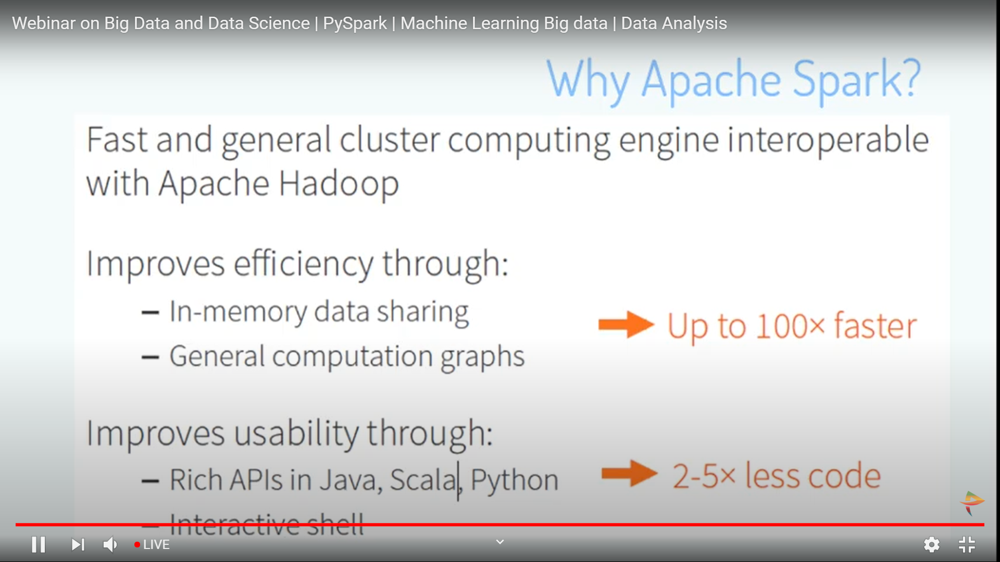 Webinar on Big Data and Data Science | PySpark | Machine Learning Big data | Data Analysis
Why Apache Spark?
Fast and general cluster computing engine interoperable
with Apache Hadoop
Improves efficiency through:
– In-memory data sharing
– General computation graphs
Up to 100× faster
Improves usability through:
– Rich APIs in Java, Scala, Python
– Interactive shell
2-5× less code
LIVE